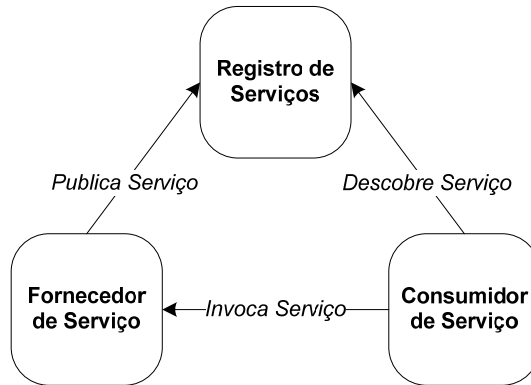 Registro de
Serviços
Publica Serviço
Descobre Serviço
Fornecedor
de Serviço
Invoca Serviço
Consumidor
de Serviço